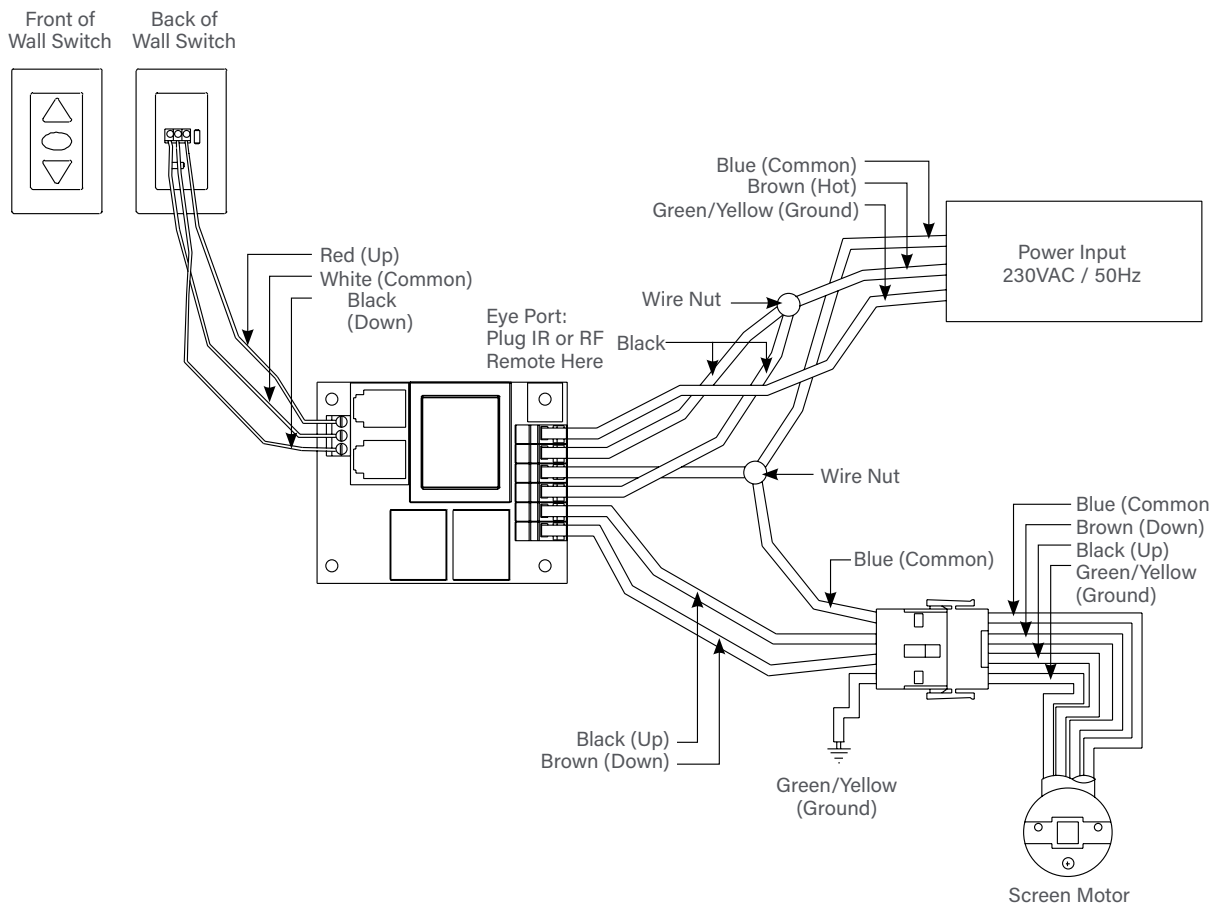 Front of
Wall Switch
Back of
Wall Switch
Blue (Common)
Brown (Hot)
Green/Yellow (Ground)
Power Input
230VAC / 50Hz
Red (Up)
White (Common)
Black
(Down)
Wire Nut
Eye Port:
Plug IR or RF
Remote Here
Black
Wire Nut
Blue (Common
Brown (Down)
Black (Up)
Green/Yellow
(Ground)
Blue (Common)
Black (Up)
Brown (Down)
Green/Yellow
(Ground)
Screen Motor